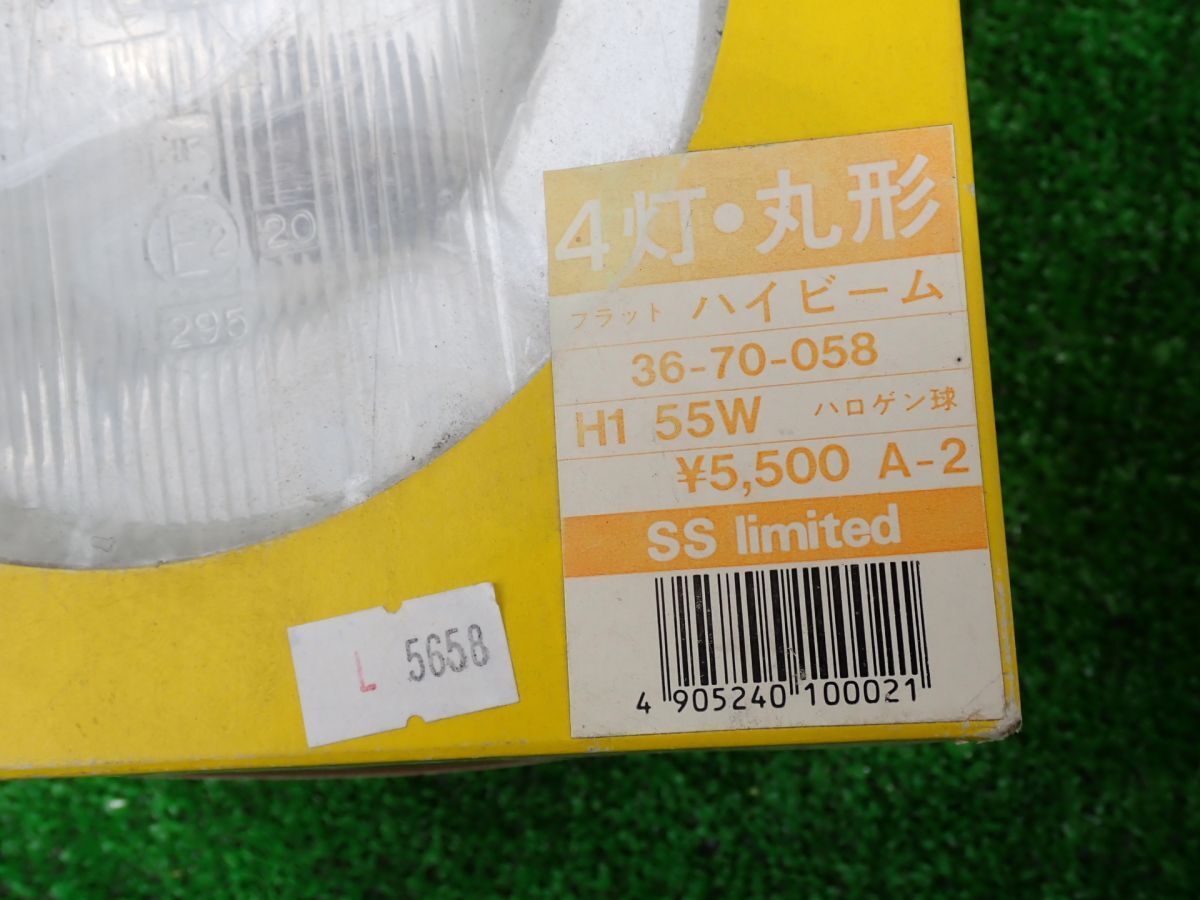 E2 20
295
4灯・丸形
フラット ハイビーム
36-70-058
H1 55W ハロゲン球
¥5,500 A-2
SS limited
4 905240 100021
L 5658